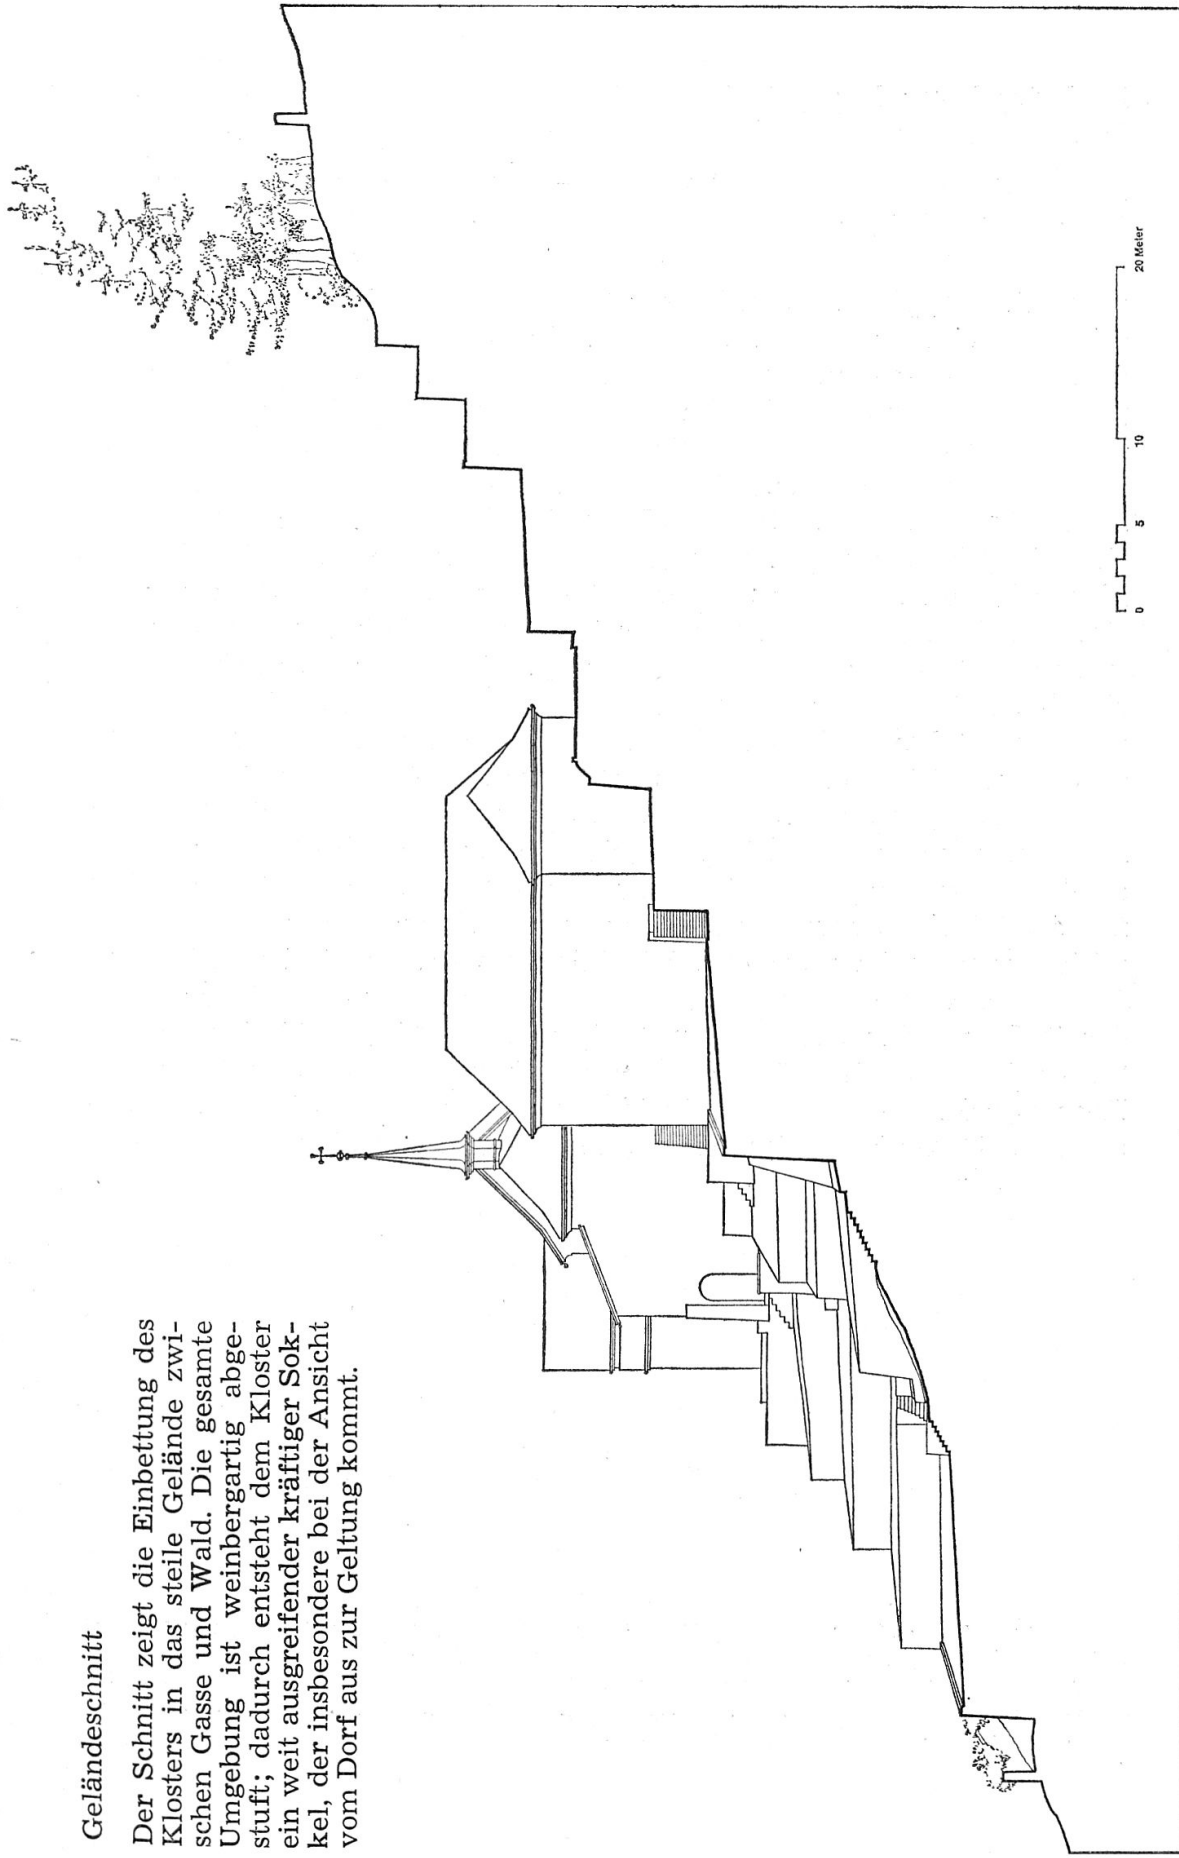 Geländeschnitt
Der Schnitt zeigt die Einbettung des
Klosters in das steile Gelände zwi-
schen Gasse und Wald. Die gesamte
Umgebung ist weinbergartig abge-
stuft; dadurch entsteht dem Kloster
ein weit ausgreifender kräftiger Sok-
kel, der insbesondere bei der Ansicht
vom Dorf aus zur Geltung kommt.
0 5 10 20 Meter